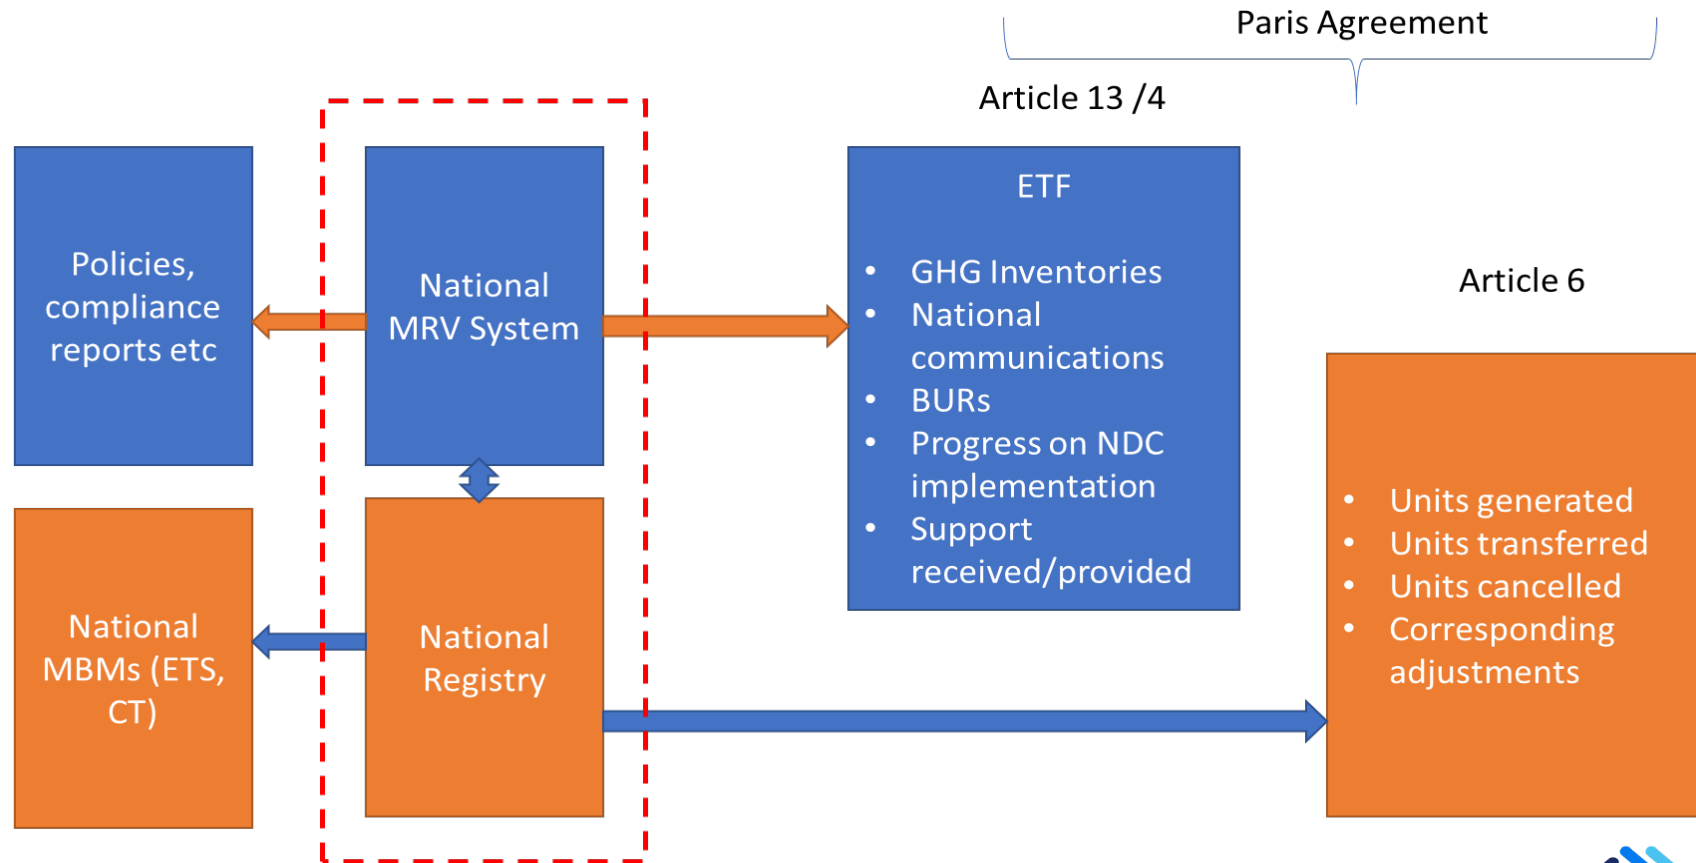 Paris Agreement
Article 13 /4
Policies,
compliance
reports etc
National
MRV System
ETF
• GHG Inventories
• National
communications
• BURs
• Progress on NDC
implementation
• Support
received/provided
Article 6
• Units generated
• Units transferred
• Units cancelled
• Corresponding
adjustments
National
MBMs (ETS,
CT)
National
Registry